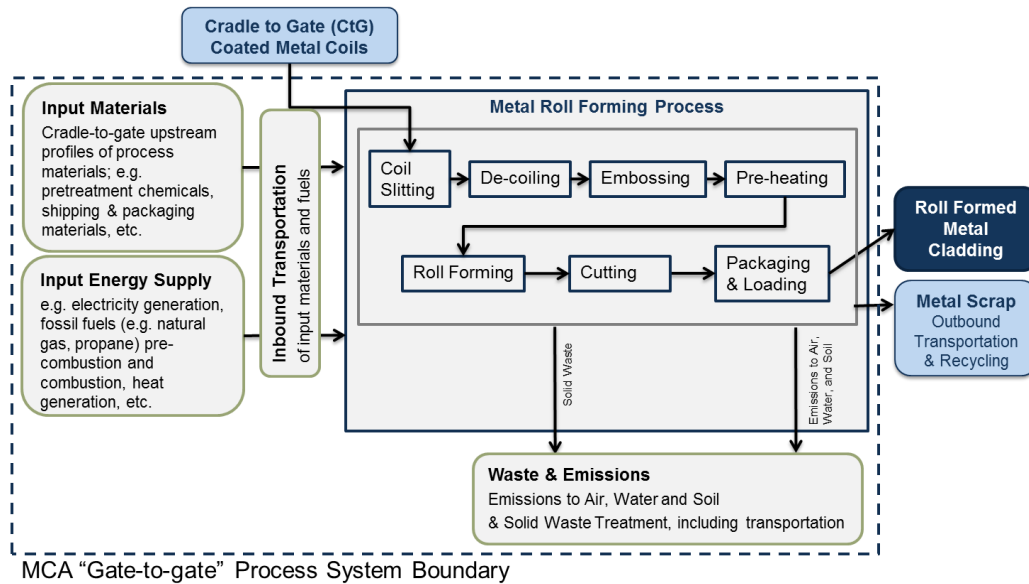 Cradle to Gate (CtG)
Coated Metal Coils
Input Materials
Cradle-to-gate upstream
profiles of process
materials; e.g.
pretreatment chemicals,
shipping & packaging
materials, etc.
Input Energy Supply
e.g. electricity generation,
fossil fuels (e.g. natural
gas, propane) pre-
combustion and
combustion, heat
generation, etc.
Inbound Transportation
of input materials and fuels
Metal Roll Forming Process
Coil
Slitting
De-coiling
Embossing
Pre-heating
Roll Forming
Cutting
Packaging
& Loading
Roll Formed
Metal
Cladding
Metal Scrap
Outbound
Transportation
& Recycling
Solid Waste
Emissions to Air,
Water, and Soil
Waste & Emissions
Emissions to Air, Water and Soil
& Solid Waste Treatment, including transportation
MCA “Gate-to-gate” Process System Boundary